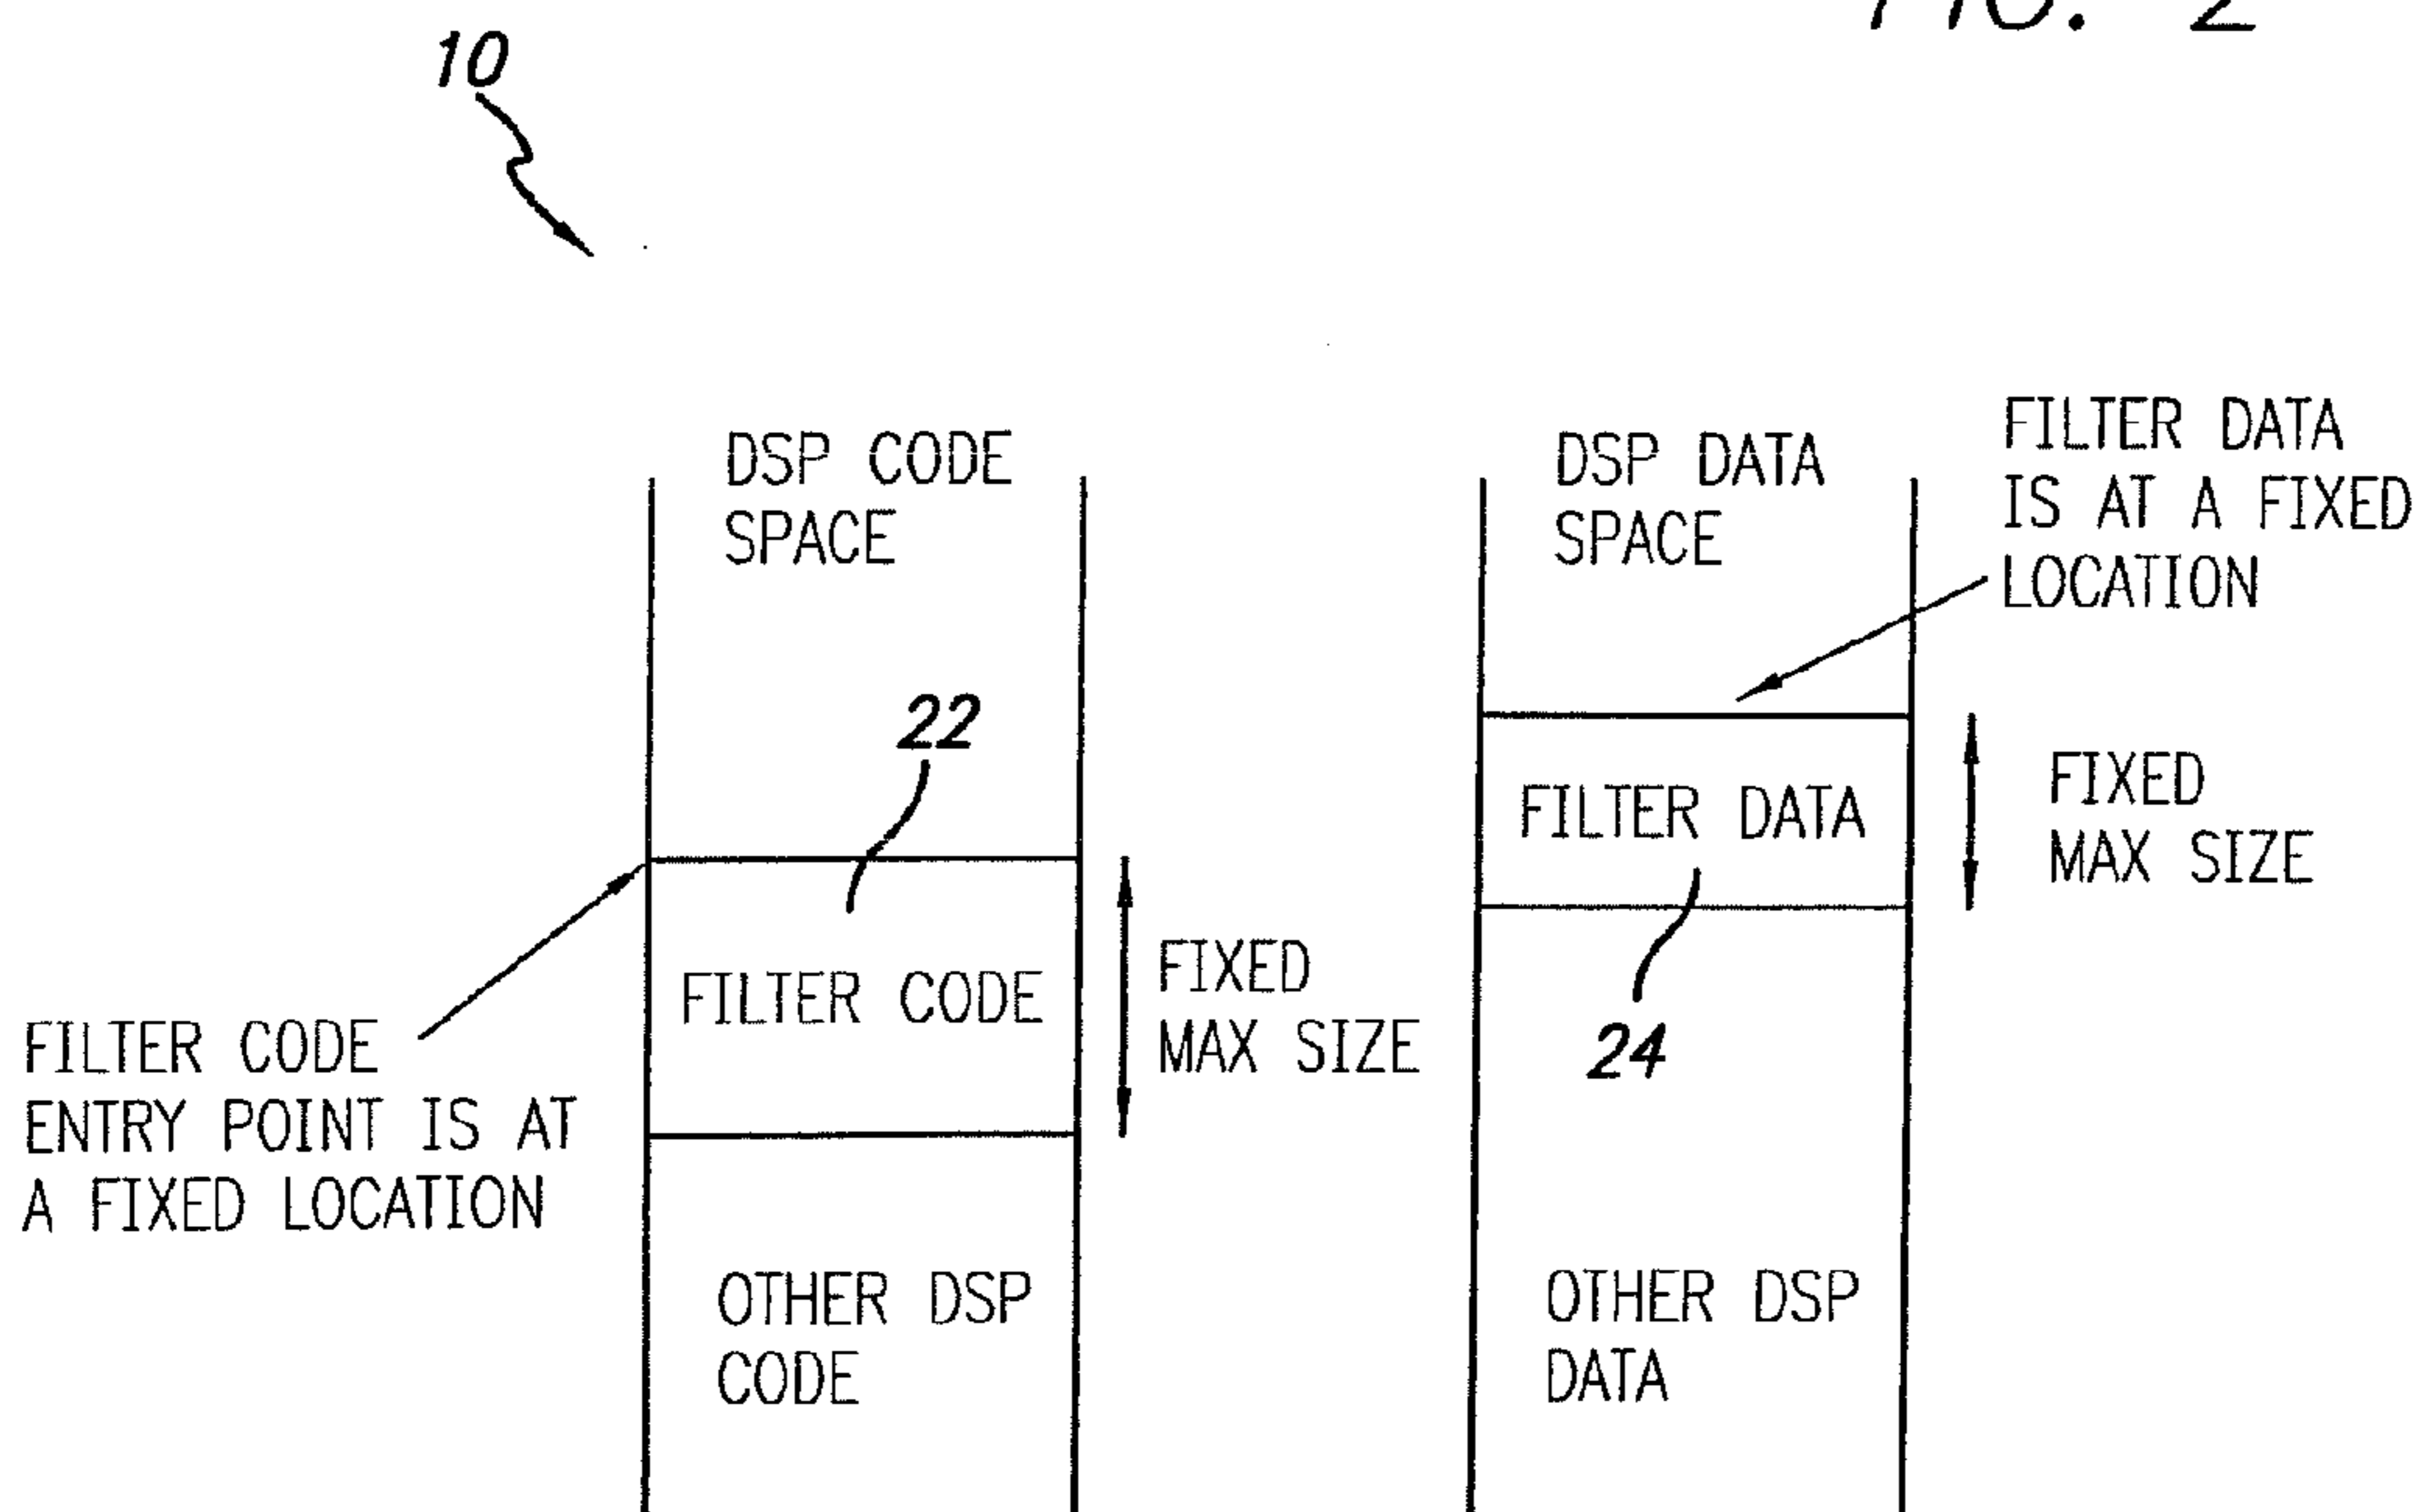 FIG. 2
10
DSP CODE
SPACE
DSP DATA
SPACE
FILTER DATA
IS AT A FIXED
LOCATION
22
FILTER DATA
FIXED
MAX SIZE
FILTER CODE
FIXED
MAX SIZE
24
FILTER CODE
ENTRY POINT IS AT
A FIXED LOCATION
OTHER DSP
CODE
OTHER DSP
DATA